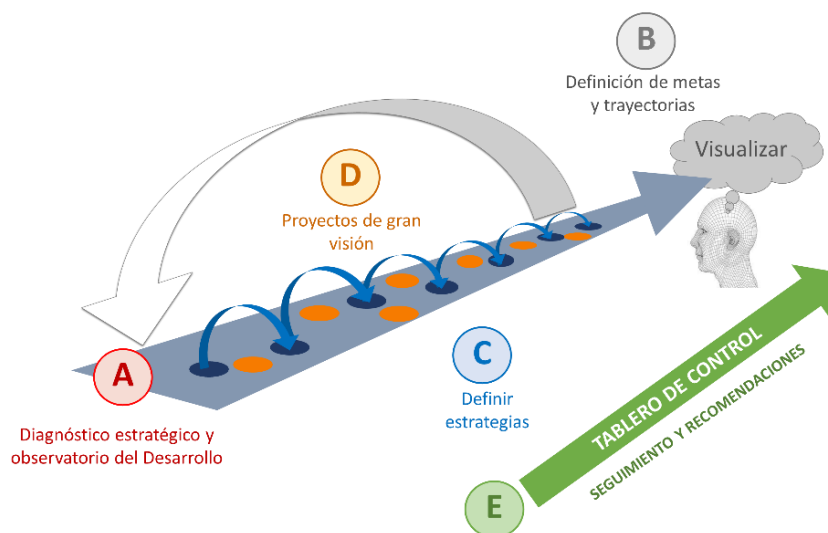 B
Definición de metas
y trayectorias
Visualizar
D
Proyectos de gran
visión
A
Diagnóstico estratégico y
observatorio del Desarrollo
C
Definir
estrategias
TABLERO DE CONTROL
SEGUIMIENTO Y RECOMENDACIONES
E